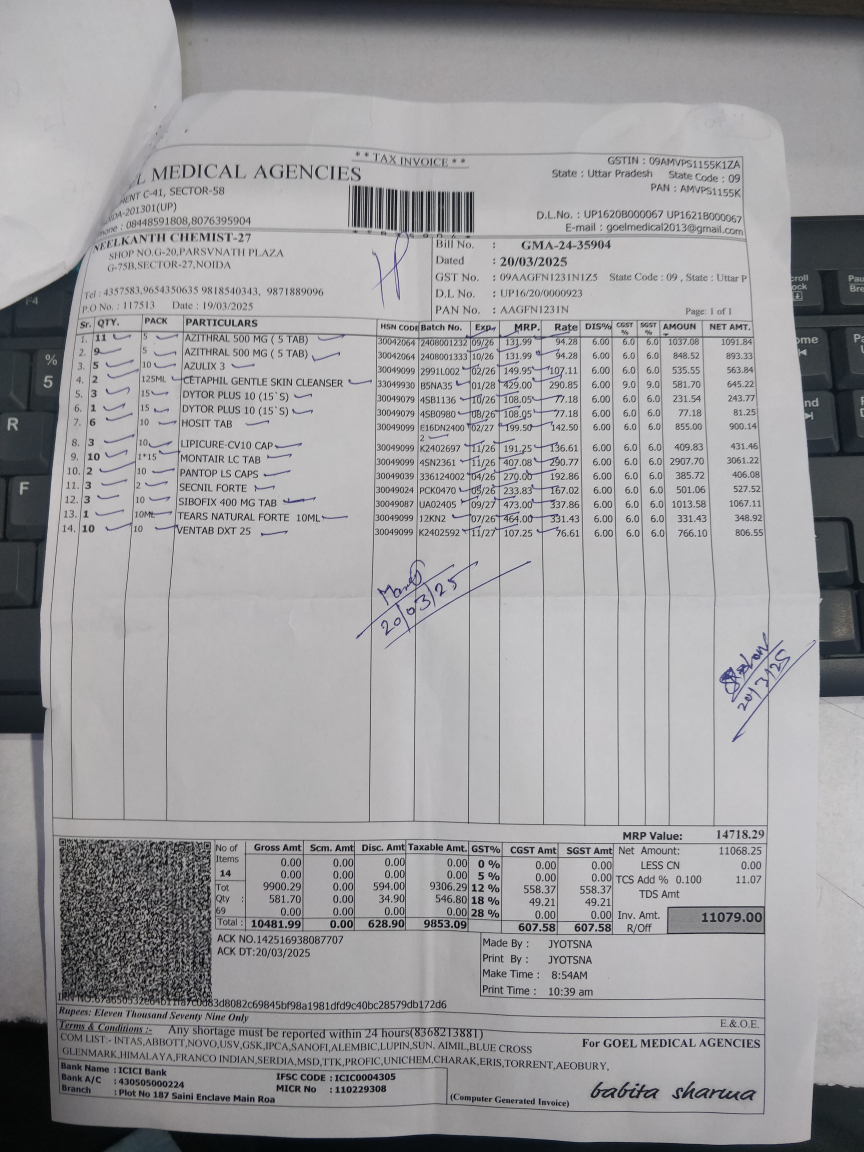 ** TAX INVOICE **
GSTIN : 09AMVPS1155K1ZA
State : Uttar Pradesh State Code : 09
PAN : AMVPS1155K
D.L.No. : UP1620B000067 UP1621B000067
E-mail : goelmedical2013@gmail.com
MEDICAL AGENCIES
C-41, SECTOR-58
201301(UP)
08448591808,8076395904
NEELKANTH CHEMIST-27
SHOP NO.G-20,PARSVNATH PLAZA
G-75B,SECTOR-27,NOIDA
Tel : 4357583,9654350635 9818540343, 9871889096
P.O No. : 117513 Date : 19/03/2025
Bill No. : GMA-24-35904
Dated : 20/03/2025
GST No. : 09AAGFN1231N1Z5 State Code : 09 , State : Uttar P
D.L No. : UP16/20/0000923
PAN No. : AAGFN1231N Page: 1 of 1
Sr. QTY. PACK PARTICULARS HSN CODE Batch No. Exp. MRP. Rate DIS% CGST % SGST % AMOUN NET AMT.
1. 11 5 AZITHRAL 500 MG ( 5 TAB) 30042064 2408001232 09/26 131.99 94.28 6.00 6.0 6.0 1037.08 1091.84
2. 9 5 AZITHRAL 500 MG ( 5 TAB) 30042064 2408001333 10/26 131.99 94.28 6.00 6.0 6.0 848.52 893.33
3. 5 10 AZULIX 3 30049099 2991L002 02/26 149.95 107.11 6.00 6.0 6.0 535.55 563.84
4. 2 125ML CETAPHIL GENTLE SKIN CLEANSER 33049930 B5NA35 01/28 429.00 290.85 6.00 9.0 9.0 581.70 645.22
5. 3 15 DYTOR PLUS 10 (15`S) 30049079 4SB1136 10/26 108.05 77.18 6.00 6.0 6.0 231.54 243.77
6. 1 15 DYTOR PLUS 10 (15`S) 30049079 4SB0980 08/26 108.05 77.18 6.00 6.0 6.0 77.18 81.25
7. 6 10 HOSIT TAB 30049099 E16DN2400 02/27 199.50 142.50 6.00 6.0 6.0 855.00 900.14
2
8. 3 10 LIPICURE-CV10 CAP 30049099 K2402697 11/26 191.25 136.61 6.00 6.0 6.0 409.83 431.46
9. 10 1*15 MONTAIR LC TAB 30049099 4SN2361 11/26 407.08 290.77 6.00 6.0 6.0 2907.70 3061.22
10. 2 10 PANTOP LS CAPS 30049039 336124002 04/26 270.00 192.86 6.00 6.0 6.0 385.72 406.08
11. 3 2 SECNIL FORTE 30049024 PCK0470 05/26 233.83 167.02 6.00 6.0 6.0 501.06 527.52
12. 3 10 SIBOFIX 400 MG TAB 30049087 UA02405 09/27 473.00 337.86 6.00 6.0 6.0 1013.58 1067.11
13. 1 10ML TEARS NATURAL FORTE 10ML 30049099 12KN2 07/26 464.00 331.43 6.00 6.0 6.0 331.43 348.92
14. 10 10 VENTAB DXT 25 30049099 K2402592 11/27 107.25 76.61 6.00 6.0 6.0 766.10 806.55
20/03/25
20/3/25
MRP Value: 14718.29
No of Items 14 Gross Amt Scm. Amt Disc. Amt Taxable Amt. GST% CGST Amt SGST Amt
0.00 0.00 0.00 0.00 0 % 0.00 0.00
0.00 0.00 0.00 0.00 5 % 0.00 0.00
Tot Qty : 69 9900.29 0.00 594.00 9306.29 12 % 558.37 558.37
581.70 0.00 34.90 546.80 18 % 49.21 49.21
0.00 0.00 0.00 0.00 28 % 0.00 0.00
Total : 10481.99 0.00 628.90 9853.09 607.58 607.58
Net Amount: 11068.25
LESS CN 0.00
TCS Add % 0.100 11.07
TDS Amt
Inv. Amt. 11079.00
R/Off
ACK NO.142516938087707
ACK DT:20/03/2025
Made By : JYOTSNA
Print By : JYOTSNA
Make Time : 8:54AM
Print Time : 10:39 am
Rupees: Eleven Thousand Seventy Nine Only
E.&O.E.
Terms & Conditions :- Any shortage must be reported within 24 hours(8368213881)
COM LIST:- INTAS,ABBOTT,NOVO,USV,GSK,IPCA,SANOFI,ALEMBIC,LUPIN,SUN, AIMIL,BLUE CROSS
GLENMARK,HIMALAYA,FRANCO INDIAN,SERDIA,MSD,TTK,PROFIC,UNICHEM,CHARAK,ERIS,TORRENT,AEOBURY,
For GOEL MEDICAL AGENCIES
Bank Name : ICICI Bank
Bank A/C : 430505000224 IFSC CODE : ICIC0004305
Branch : Plot No 187 Saini Enclave Main Roa MICR No : 110229308
(Computer Generated Invoice)
babita sharma